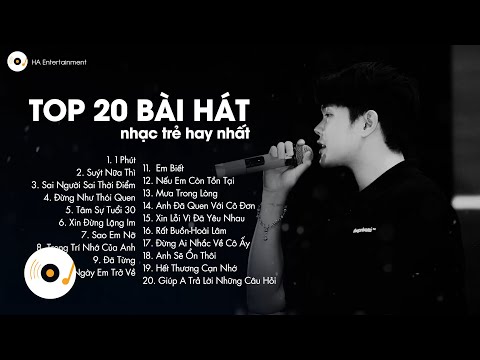 HA Entertainment
TOP 20 BÀI HÁT
nhạc trẻ hay nhất
1. 1 Phút
2. Suýt Nữa Thì
3. Sai Người Sai Thời Điểm
4. Đừng Như Thói Quen
5. Tâm Sự Tuổi 30
6. Xin Đừng Lặng Im
7. Sao Em Nỡ
8. Trong Trí Nhớ Của Anh
9. Đã Từng
Ngày Em Trở Về
11. Em Biết
12. Nếu Em Còn Tồn Tại
13. Mưa Trong Lòng
14. Anh Đã Quen Với Cô Đơn
15. Xin Lỗi Vì Đã Yêu Nhau
16. Rất Buồn-Hoài Lâm
17. Đừng Ai Nhắc Về Cô Ấy
18. Anh Sẽ Ổn Thôi
19. Hết Thương Cạn Nhớ
20. Giúp A Trả Lời Những Câu Hỏi